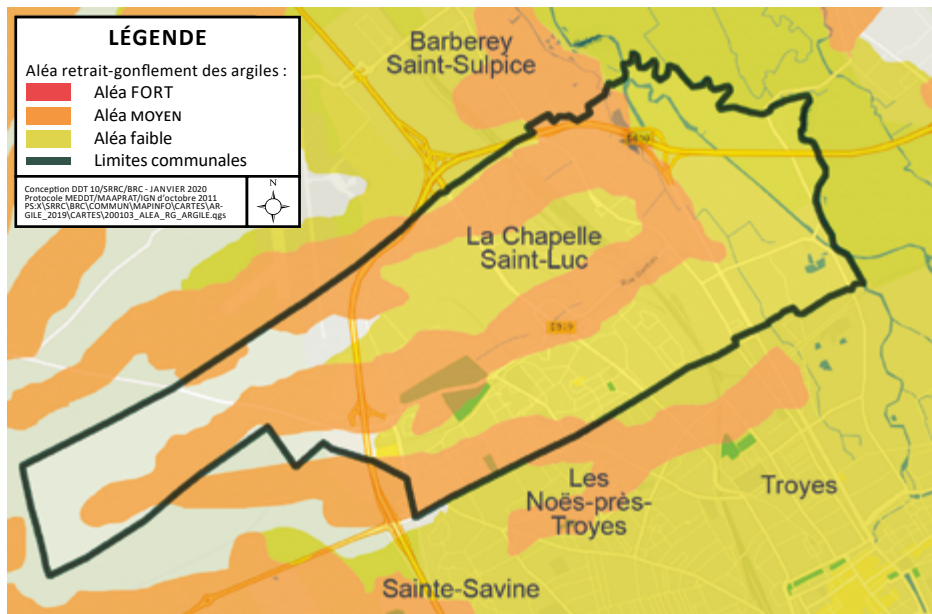 LÉGENDE
Aléa retrait-gonflement des argiles :
Aléa FORT
Aléa MOYEN
Aléa faible
Limites communales
Conception DDT 10/SRRC/BRC - JANVIER 2020
Protocole MEDDT/MAAPRAT/IGN d'octobre 2011
PS:X\SRRC\BRC\COMMUN\MAPINFO\CARTES\AR-
GILE_2019\CARTES\200103_ALEA_RG_ARGILE.qgs
N
Barberey
Saint-Sulpice
La Chapelle
Saint-Luc
Les
Noës-près-
Troyes
Troyes
Sainte-Savine